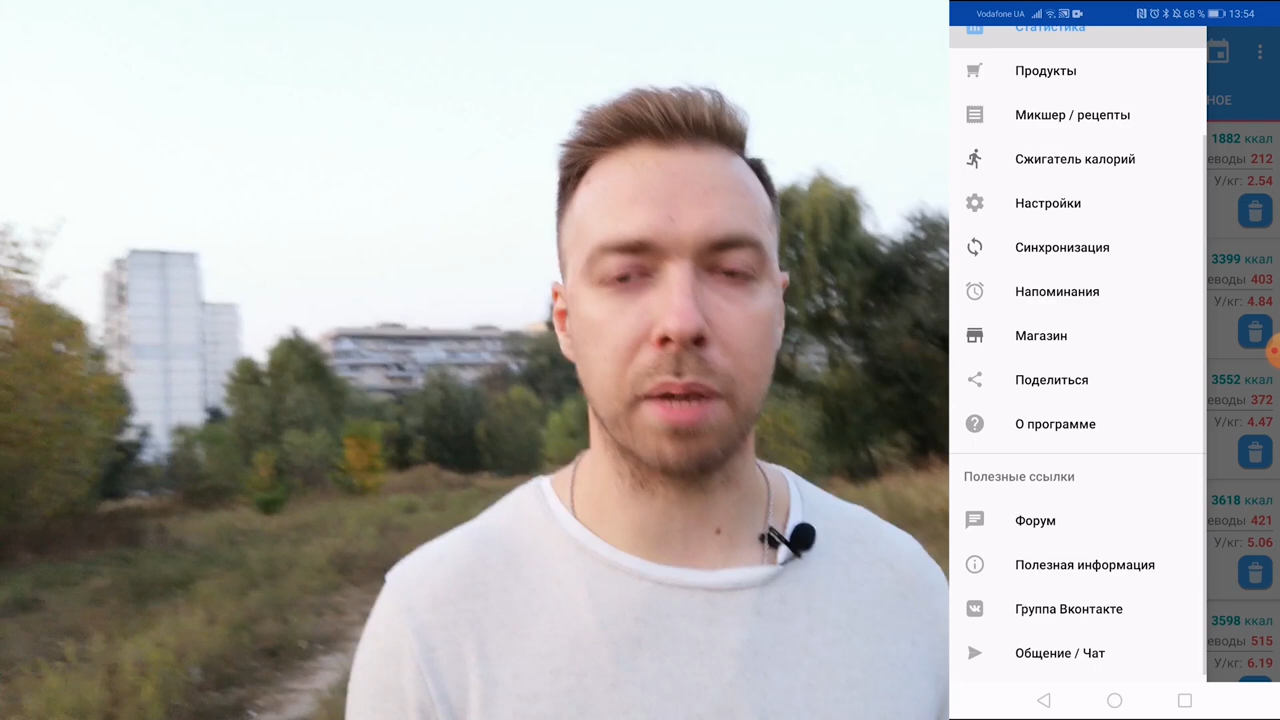 Vodafone UA 68 % 13:54
Статистика
Продукты
Микшер / рецепты
Сжигатель калорий
Настройки
Синхронизация
Напоминания
Магазин
Поделиться
О программе
Полезные ссылки
Форум
Полезная информация
Группа Вконтакте
Общение / Чат
НОЕ
1882 ккал
еводы 212
У/кг: 2.54
3399 ккал
еводы 403
У/кг: 4.84
3552 ккал
еводы 372
У/кг: 4.47
3618 ккал
еводы 421
У/кг: 5.06
3598 ккал
еводы 515
У/кг: 6.19